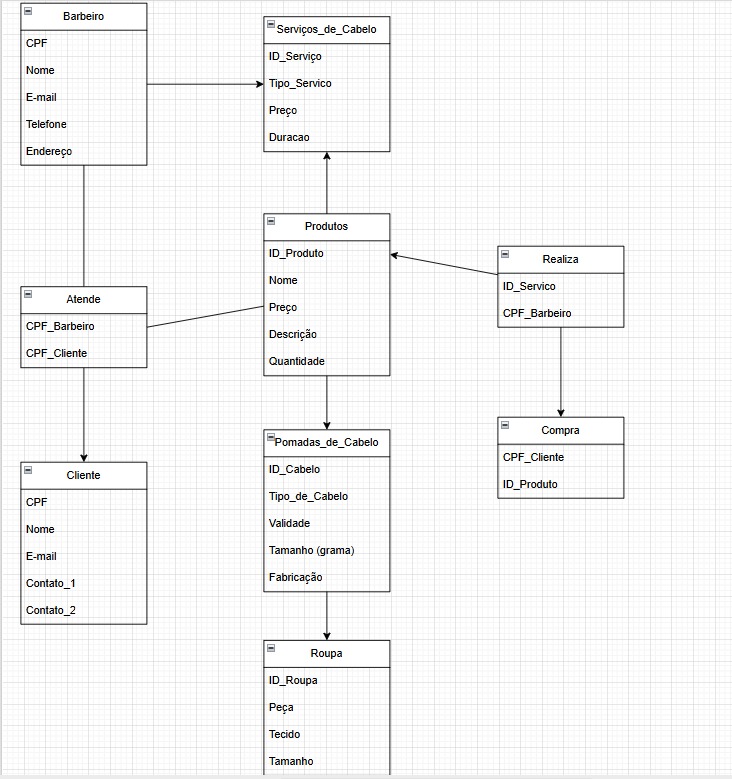 Barbeiro
CPF
Nome
E-mail
Telefone
Endereço
Serviços_de_Cabelo
ID_Serviço
Tipo_Servico
Preço
Duracao
Produtos
ID_Produto
Nome
Preço
Descrição
Quantidade
Realiza
ID_Servico
CPF_Barbeiro
Atende
CPF_Barbeiro
CPF_Cliente
Pomadas_de_Cabelo
ID_Cabelo
Tipo_de_Cabelo
Validade
Tamanho (grama)
Fabricação
Compra
CPF_Cliente
ID_Produto
Cliente
CPF
Nome
E-mail
Contato_1
Contato_2
Roupa
ID_Roupa
Peça
Tecido
Tamanho